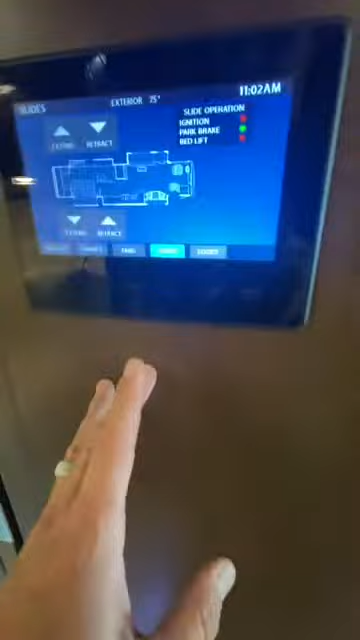 SLIDES
EXTERIOR 75°
11:02AM
SLIDE OPERATION
IGNITION
PARK BRAKE
BED LIFT
EXTEND
RETRACT
EXTEND
RETRACT